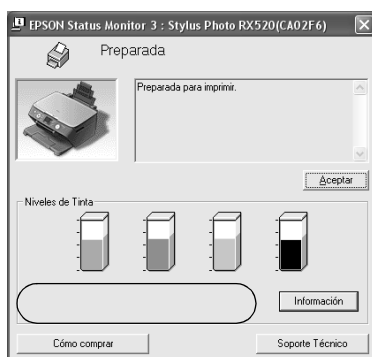 EPSON Status Monitor 3 : Stylus Photo RX520(CA02F6)
Preparada
Preparada para imprimir.
Aceptar
Niveles de Tinta
Información
Cómo comprar
Soporte Técnico